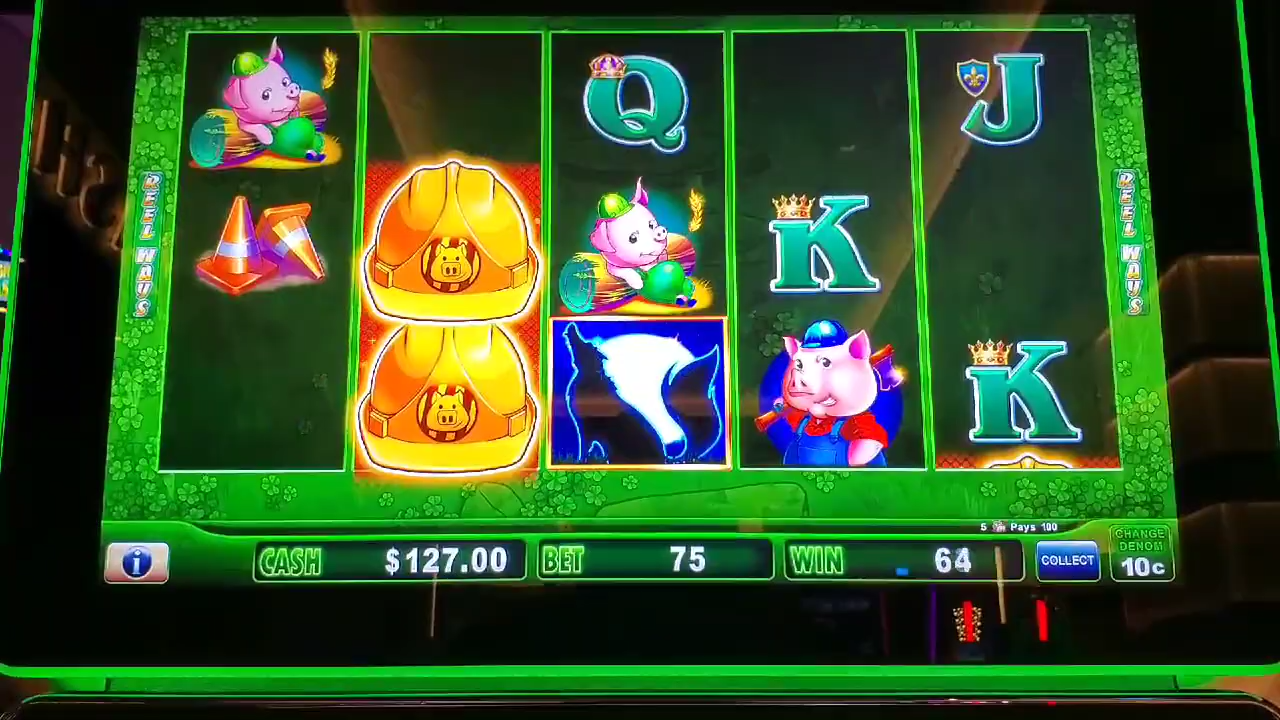 Q
J
REEL WAYS
REEL WAYS
K
K
5 Pays 100
CASH $127.00 BET 75 WIN 64 COLLECT
CHANGE
DENOM
10c
i